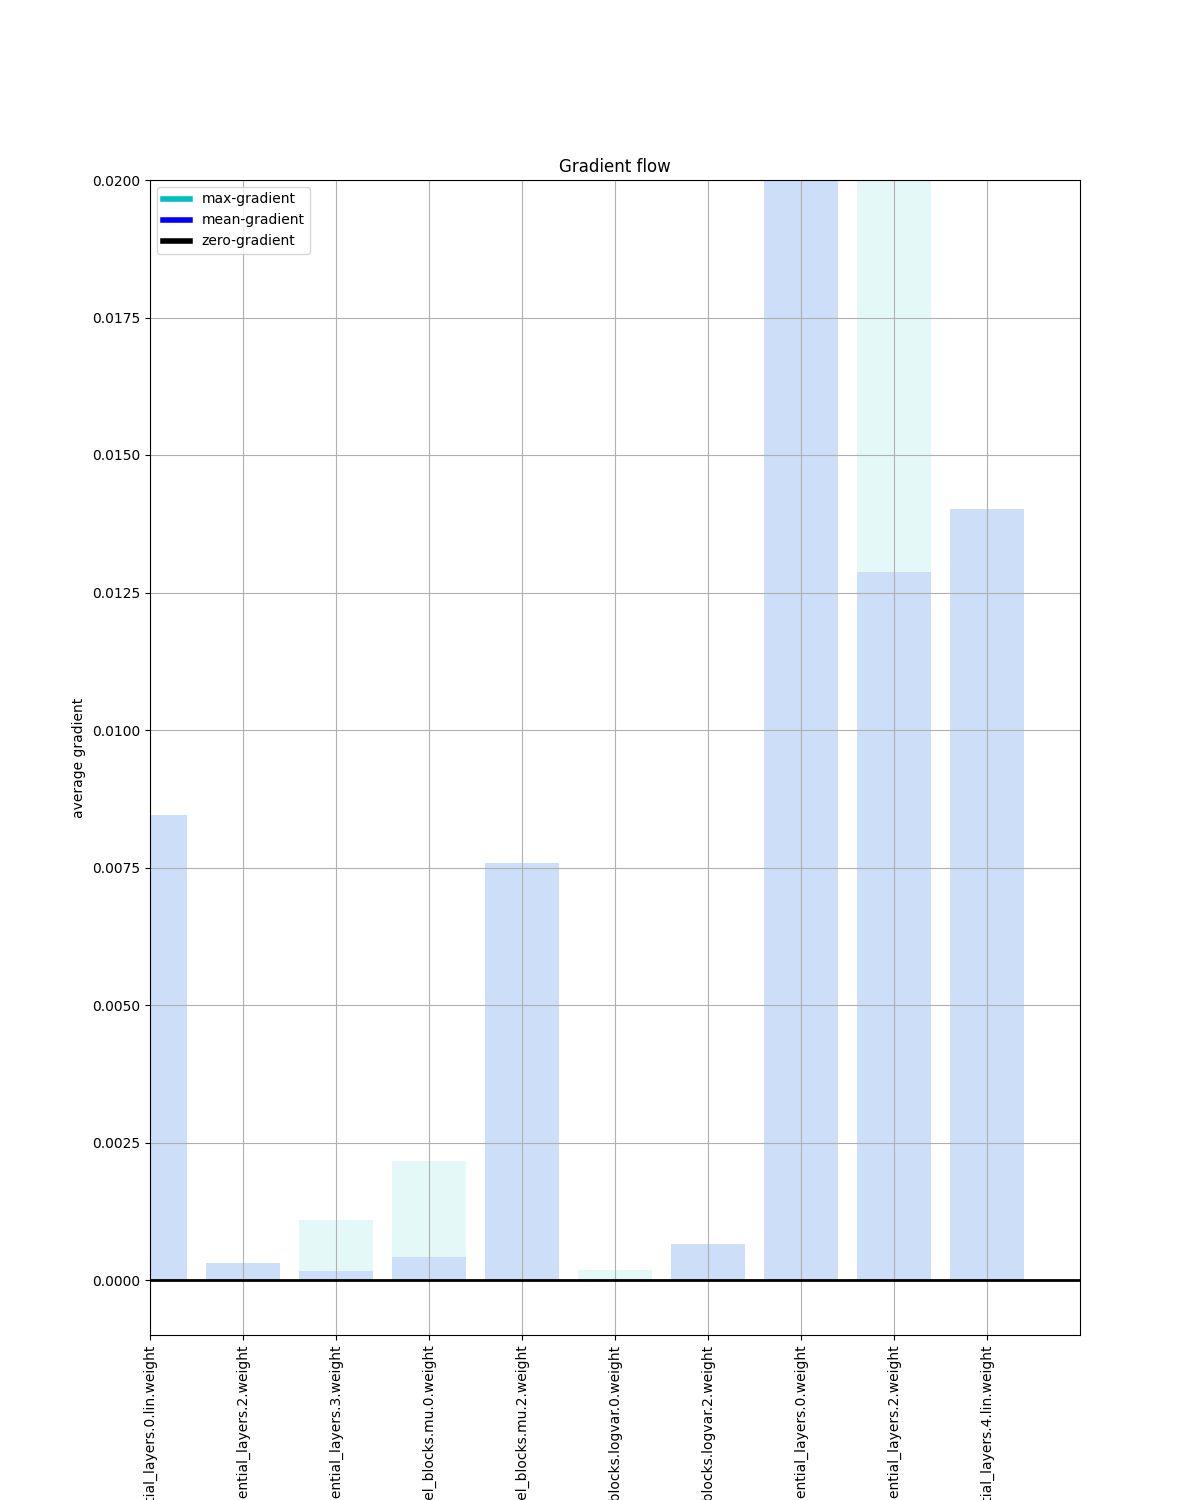 Gradient flow
max-gradient
mean-gradient
zero-gradient
0.0200
0.0175
0.0150
0.0125
0.0100
0.0075
0.0050
0.0025
0.0000
average gradient
tial_layers.0.lin.weight
ential_layers.2.weight
ential_layers.3.weight
el_blocks.mu.0.weight
el_blocks.mu.2.weight
blocks.logvar.0.weight
blocks.logvar.2.weight
ential_layers.0.weight
ential_layers.2.weight
tial_layers.4.lin.weight